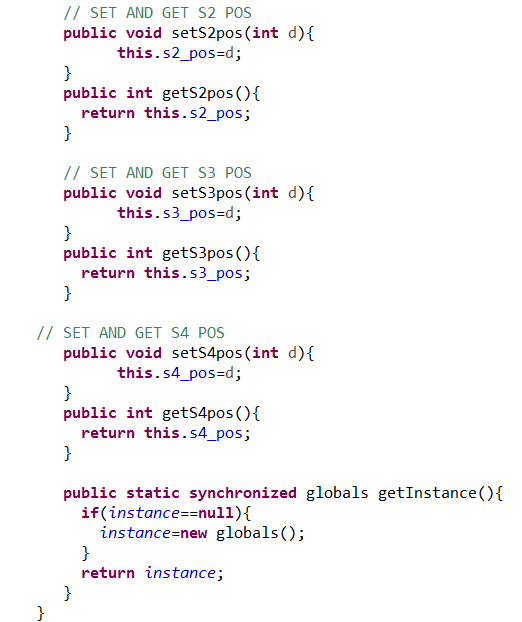 // SET AND GET S2 POS
public void setS2pos(int d){
this.s2_pos=d;
}
public int getS2pos(){
return this.s2_pos;
}
// SET AND GET S3 POS
public void setS3pos(int d){
this.s3_pos=d;
}
public int getS3pos(){
return this.s3_pos;
}
// SET AND GET S4 POS
public void setS4pos(int d){
this.s4_pos=d;
}
public int getS4pos(){
return this.s4_pos;
}
public static synchronized globals getInstance(){
if(instance==null){
instance=new globals();
}
return instance;
}
}